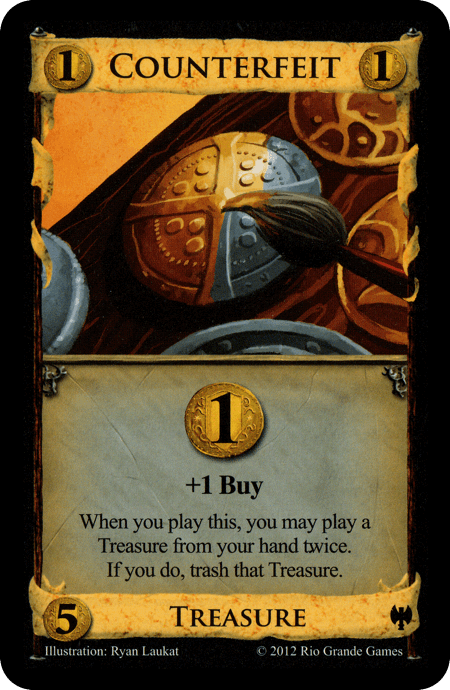 1 COUNTERFEIT 1
1
+1 Buy
When you play this, you may play a
Treasure from your hand twice.
If you do, trash that Treasure.
5 TREASURE
Illustration: Ryan Laukat © 2012 Rio Grande Games